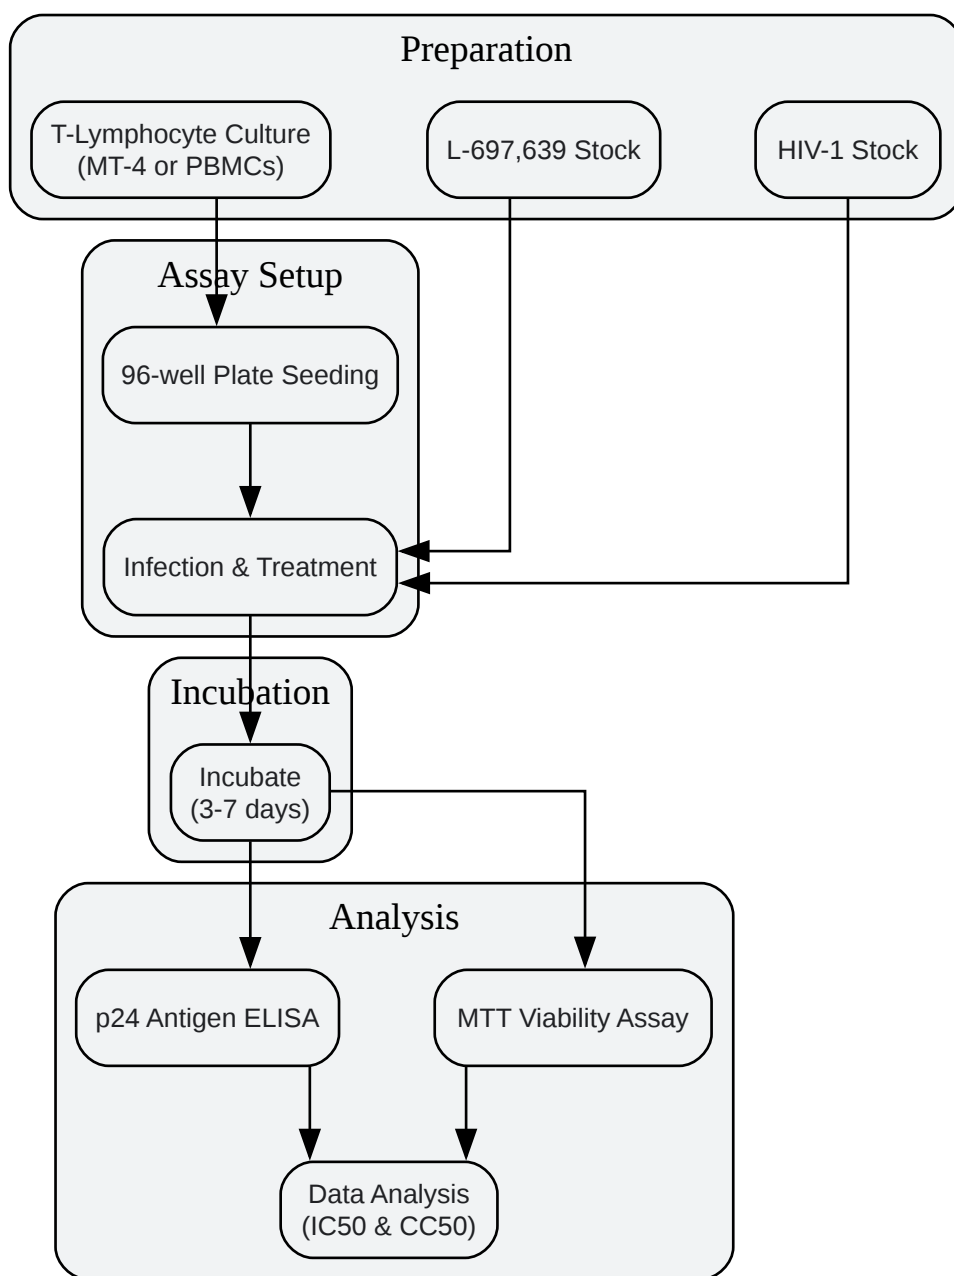 Preparation
T-Lymphocyte Culture
(MT-4 or PBMCs)
L-697,639 Stock
HIV-1 Stock
Assay Setup
96-well Plate Seeding
Infection & Treatment
Incubation
Incubate
(3-7 days)
Analysis
p24 Antigen ELISA
MTT Viability Assay
Data Analysis
(IC50 & CC50)